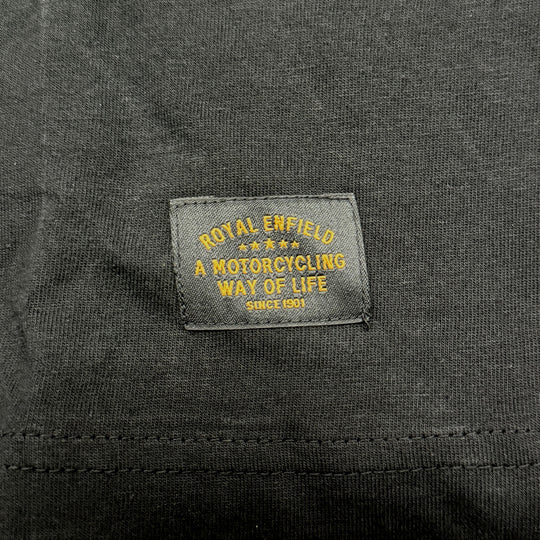 ROYAL ENFIELD
A MOTORCYCLING
WAY OF LIFE
SINCE 1901